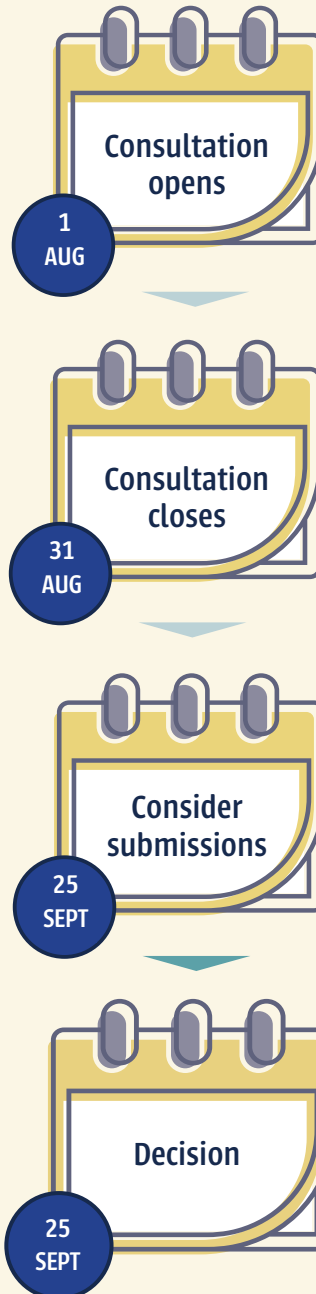 Consultation
opens
1
AUG
Consultation
closes
31
AUG
Consider
submissions
25
SEPT
Decision
25
SEPT